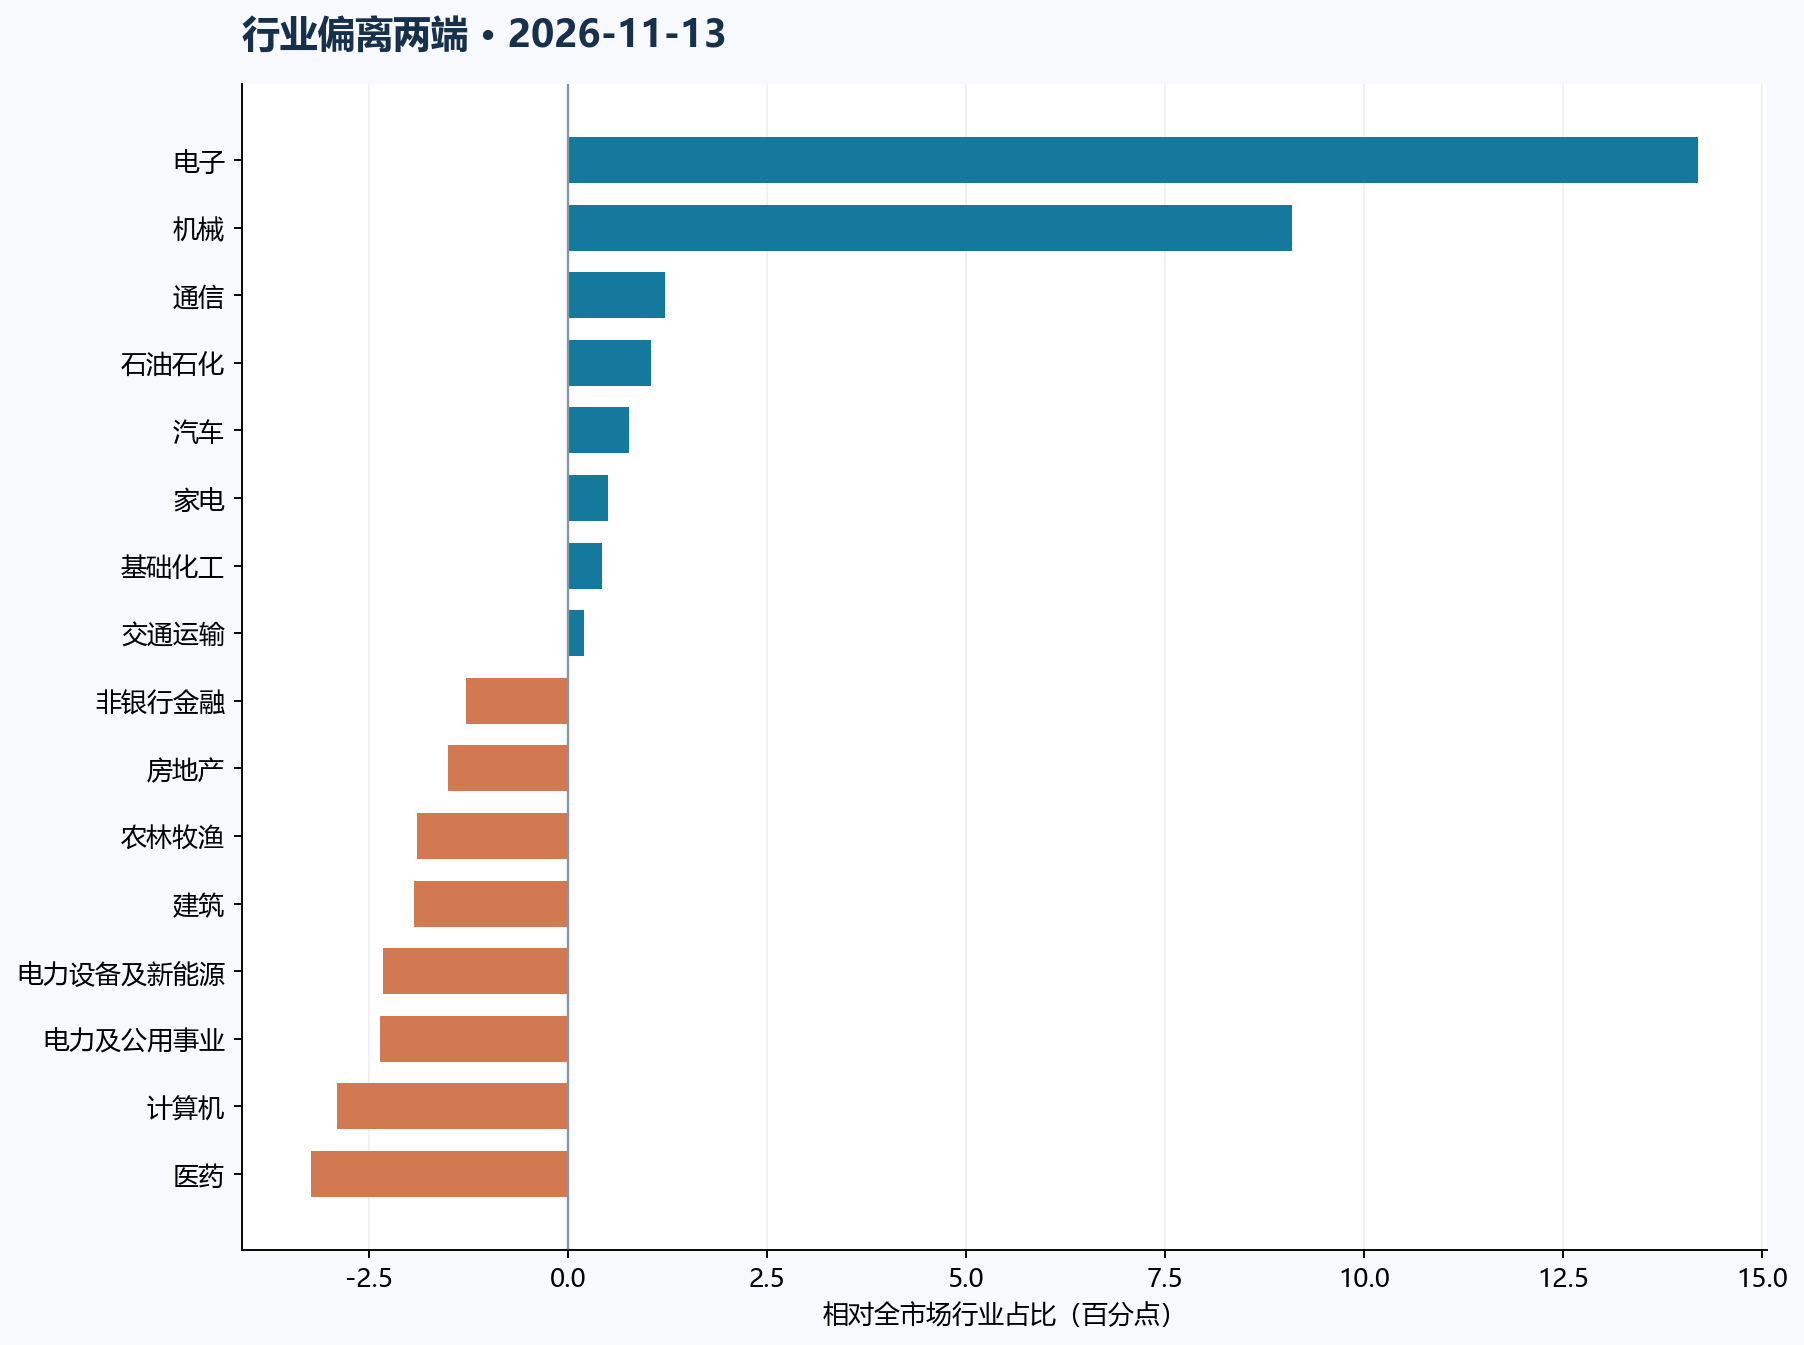 行业偏离两端 · 2026-11-13
电子
机械
通信
石油石化
汽车
家电
基础化工
交通运输
非银行金融
房地产
农林牧渔
建筑
电力设备及新能源
电力及公用事业
计算机
医药
-2.5 0.0 2.5 5.0 7.5 10.0 12.5 15.0
相对全市场行业占比（百分点）